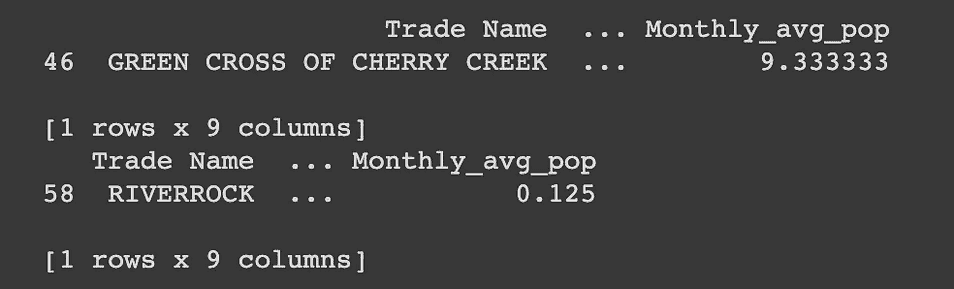 Trade Name ... Monthly_avg_pop
46 GREEN CROSS OF CHERRY CREEK ... 9.333333
[1 rows x 9 columns]
Trade Name ... Monthly_avg_pop
58 RIVERROCK ... 0.125
[1 rows x 9 columns]